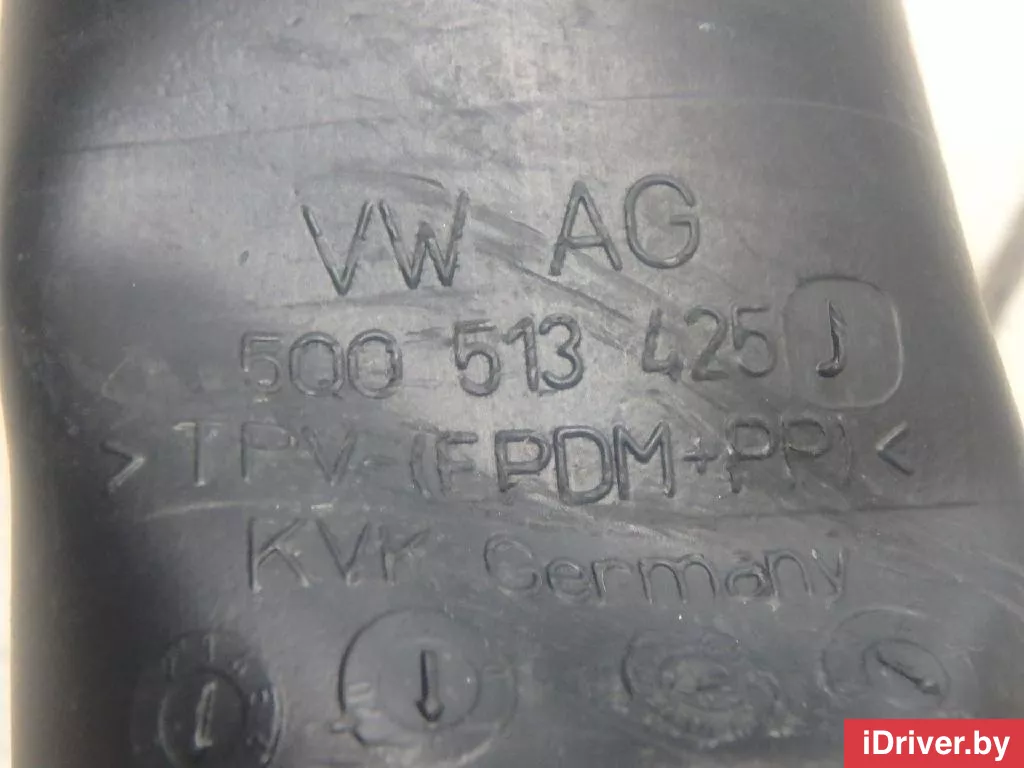 VW AG
5Q0 513 425 J
>TPV-(EPDM+PP)<
KVK Germany
iDriver.by